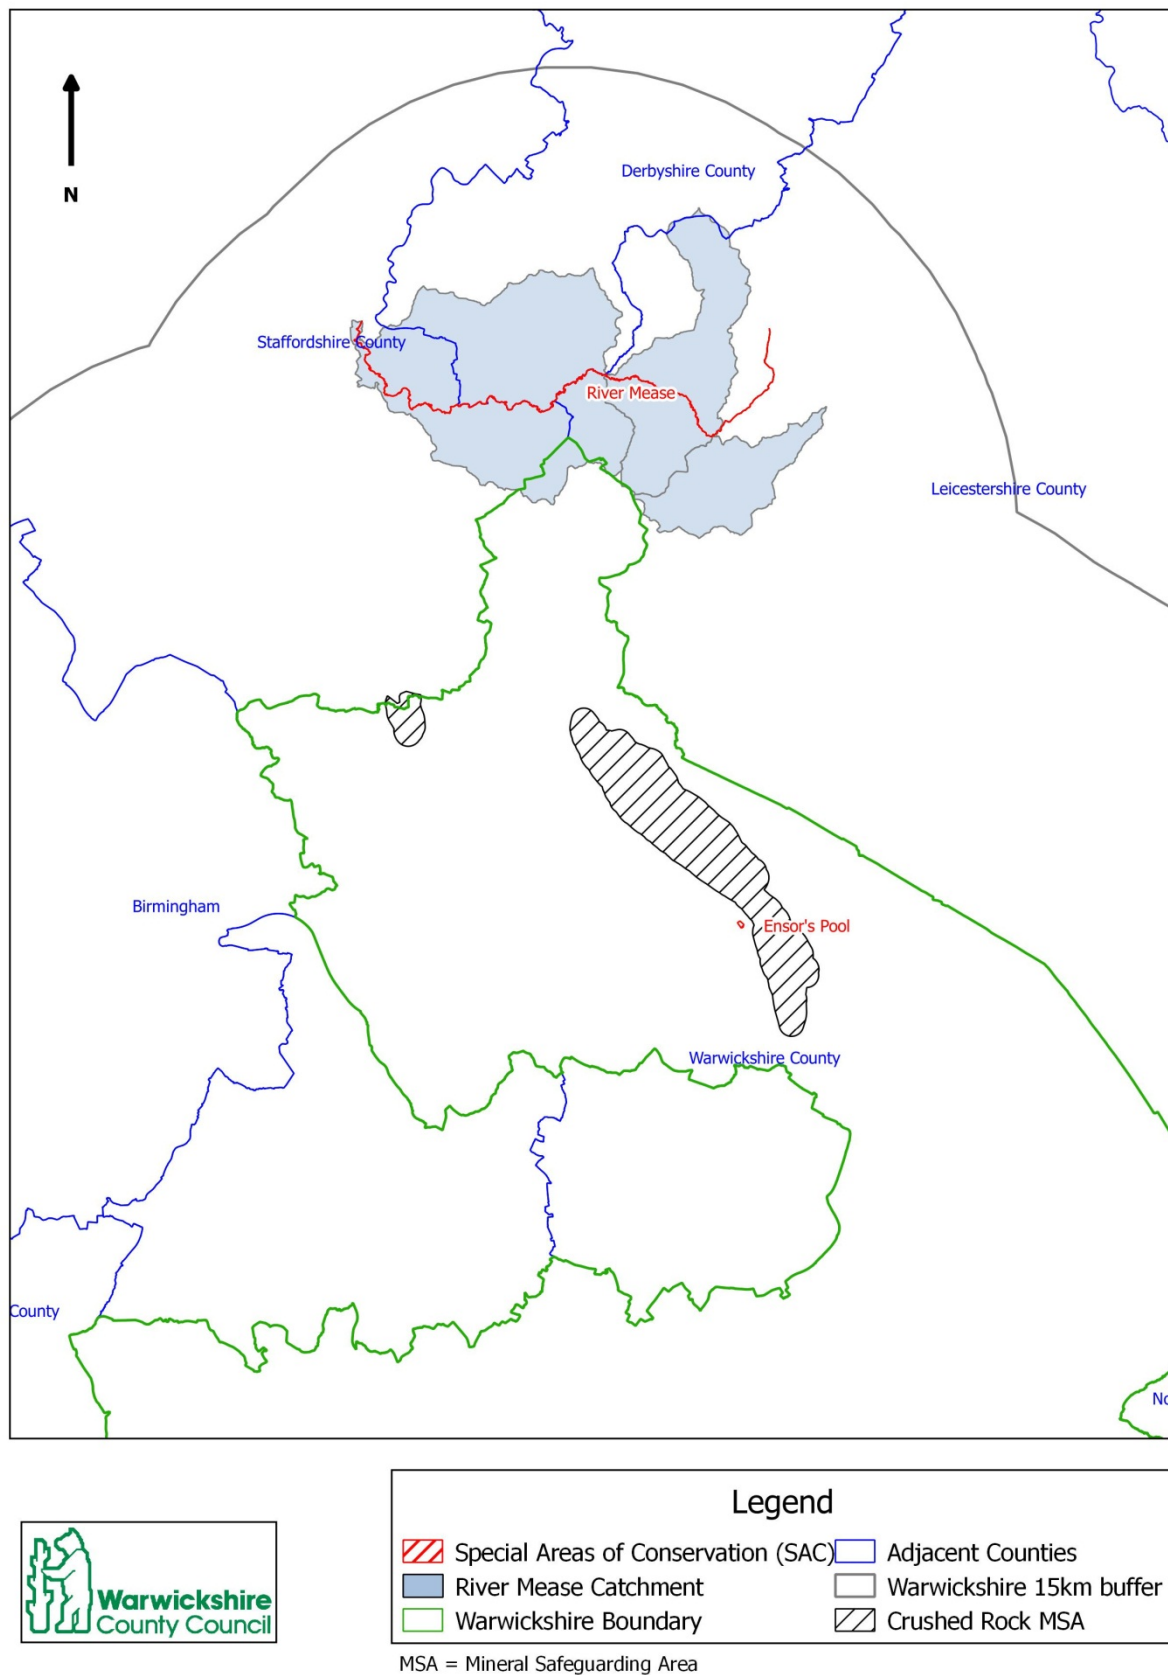 N
Derbyshire County
Staffordshire County
River Mease
Leicestershire County
Birmingham
Ensor's Pool
Warwickshire County
County
No
Legend
Special Areas of Conservation (SAC)
Adjacent Counties
River Mease Catchment
Warwickshire 15km buffer
Warwickshire Boundary
Crushed Rock MSA
Warwickshire
County Council
MSA = Mineral Safeguarding Area